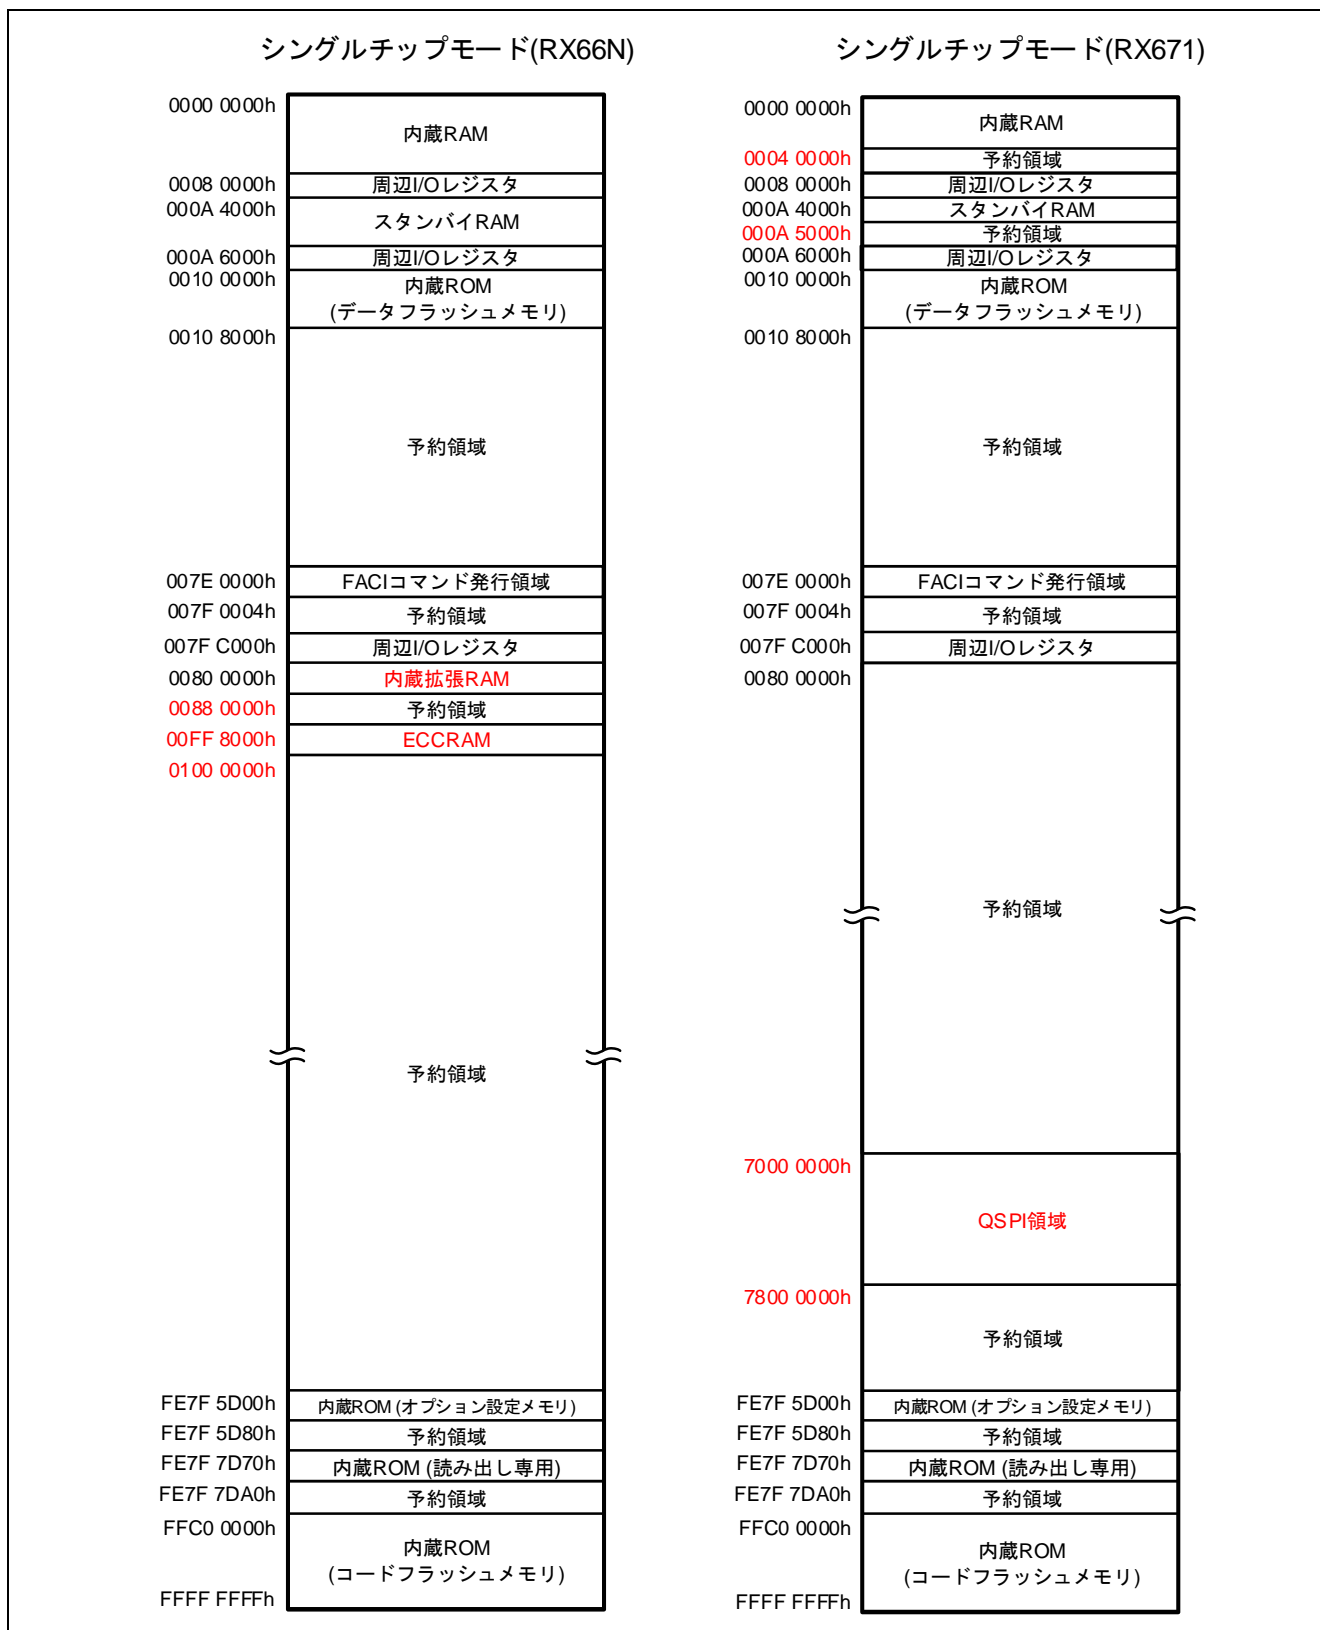 シングルチップモード(RX66N)
0000 0000h
内蔵RAM
0008 0000h
周辺I/Oレジスタ
000A 4000h
スタンバイRAM
000A 6000h
周辺I/Oレジスタ
0010 0000h
内蔵ROM
(データフラッシュメモリ)
0010 8000h
予約領域
007E 0000h
FACIコマンド発行領域
007F 0004h
予約領域
007F C000h
周辺I/Oレジスタ
0080 0000h
内蔵拡張RAM
0088 0000h
予約領域
00FF 8000h
ECCRAM
0100 0000h
予約領域
FE7F 5D00h
内蔵ROM (オプション設定メモリ)
FE7F 5D80h
予約領域
FE7F 7D70h
内蔵ROM (読み出し専用)
FE7F 7DA0h
予約領域
FFC0 0000h
内蔵ROM
(コードフラッシュメモリ)
FFFF FFFFh
シングルチップモード(RX671)
0000 0000h
内蔵RAM
0004 0000h
予約領域
0008 0000h
周辺I/Oレジスタ
000A 4000h
スタンバイRAM
000A 5000h
予約領域
000A 6000h
周辺I/Oレジスタ
0010 0000h
内蔵ROM
(データフラッシュメモリ)
0010 8000h
予約領域
007E 0000h
FACIコマンド発行領域
007F 0004h
予約領域
007F C000h
周辺I/Oレジスタ
0080 0000h
予約領域
7000 0000h
QSPI領域
7800 0000h
予約領域
FE7F 5D00h
内蔵ROM (オプション設定メモリ)
FE7F 5D80h
予約領域
FE7F 7D70h
内蔵ROM (読み出し専用)
FE7F 7DA0h
予約領域
FFC0 0000h
内蔵ROM
(コードフラッシュメモリ)
FFFF FFFFh